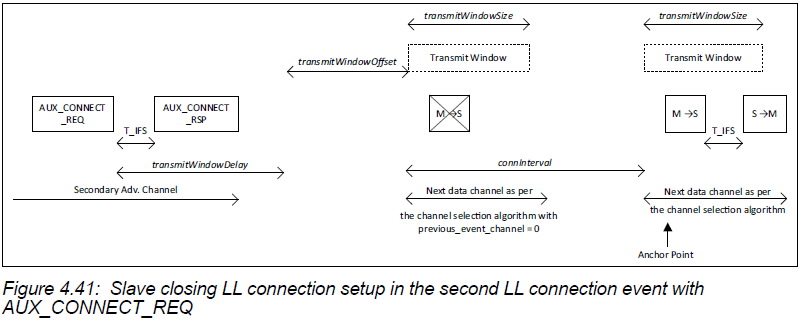 transmitWindowSize
transmitWindowSize
Transmit Window
Transmit Window
transmitWindowOffset
AUX_CONNECT
_REQ
AUX_CONNECT
_RSP
M→S
M→S
S→M
T_IFS
T_IFS
transmitWindowDelay
connInterval
Secondary Adv. Channel
Next data channel as per
the channel selection algorithm with
previous_event_channel = 0
Next data channel as per
the channel selection algorithm
Anchor Point
Figure 4.41: Slave closing LL connection setup in the second LL connection event with
AUX_CONNECT_REQ